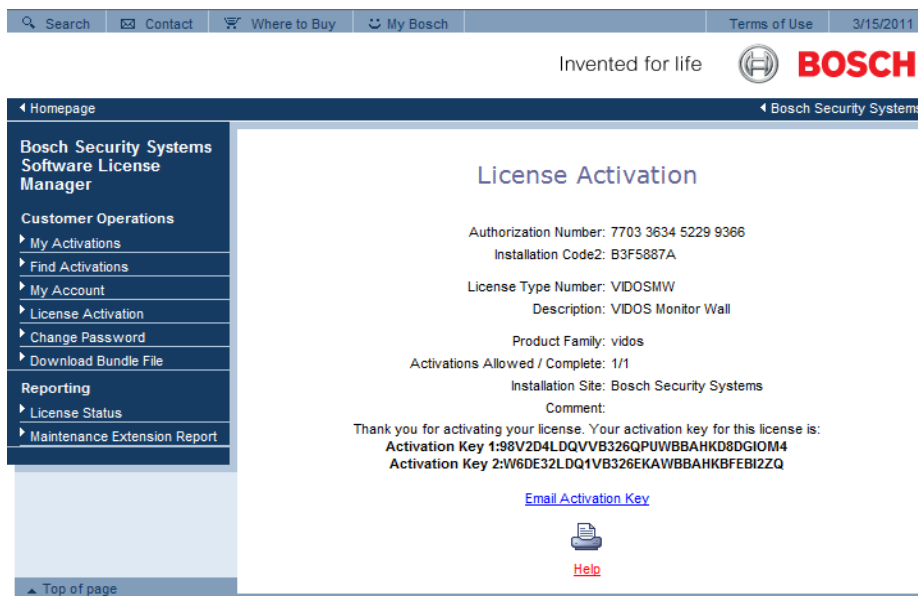 Search Contact Where to Buy My Bosch Terms of Use 3/15/2011
Invented for life BOSCH
Homepage Bosch Security Systems
Bosch Security Systems
Software License
Manager
Customer Operations
My Activations
Find Activations
My Account
License Activation
Change Password
Download Bundle File
Reporting
License Status
Maintenance Extension Report
License Activation
Authorization Number: 7703 3634 5229 9366
Installation Code2: B3F5887A
License Type Number: VIDOSMW
Description: VIDOS Monitor Wall
Product Family: vidos
Activations Allowed / Complete: 1/1
Installation Site: Bosch Security Systems
Comment:
Thank you for activating your license. Your activation key for this license is:
Activation Key 1:98V2D4LDQVVB326QPUWBBAHKD8DGIOM4
Activation Key 2:W6DE32LDQ1VB326EKAWBBAHKBFEBI2ZQ
Email Activation Key
Help
Top of page